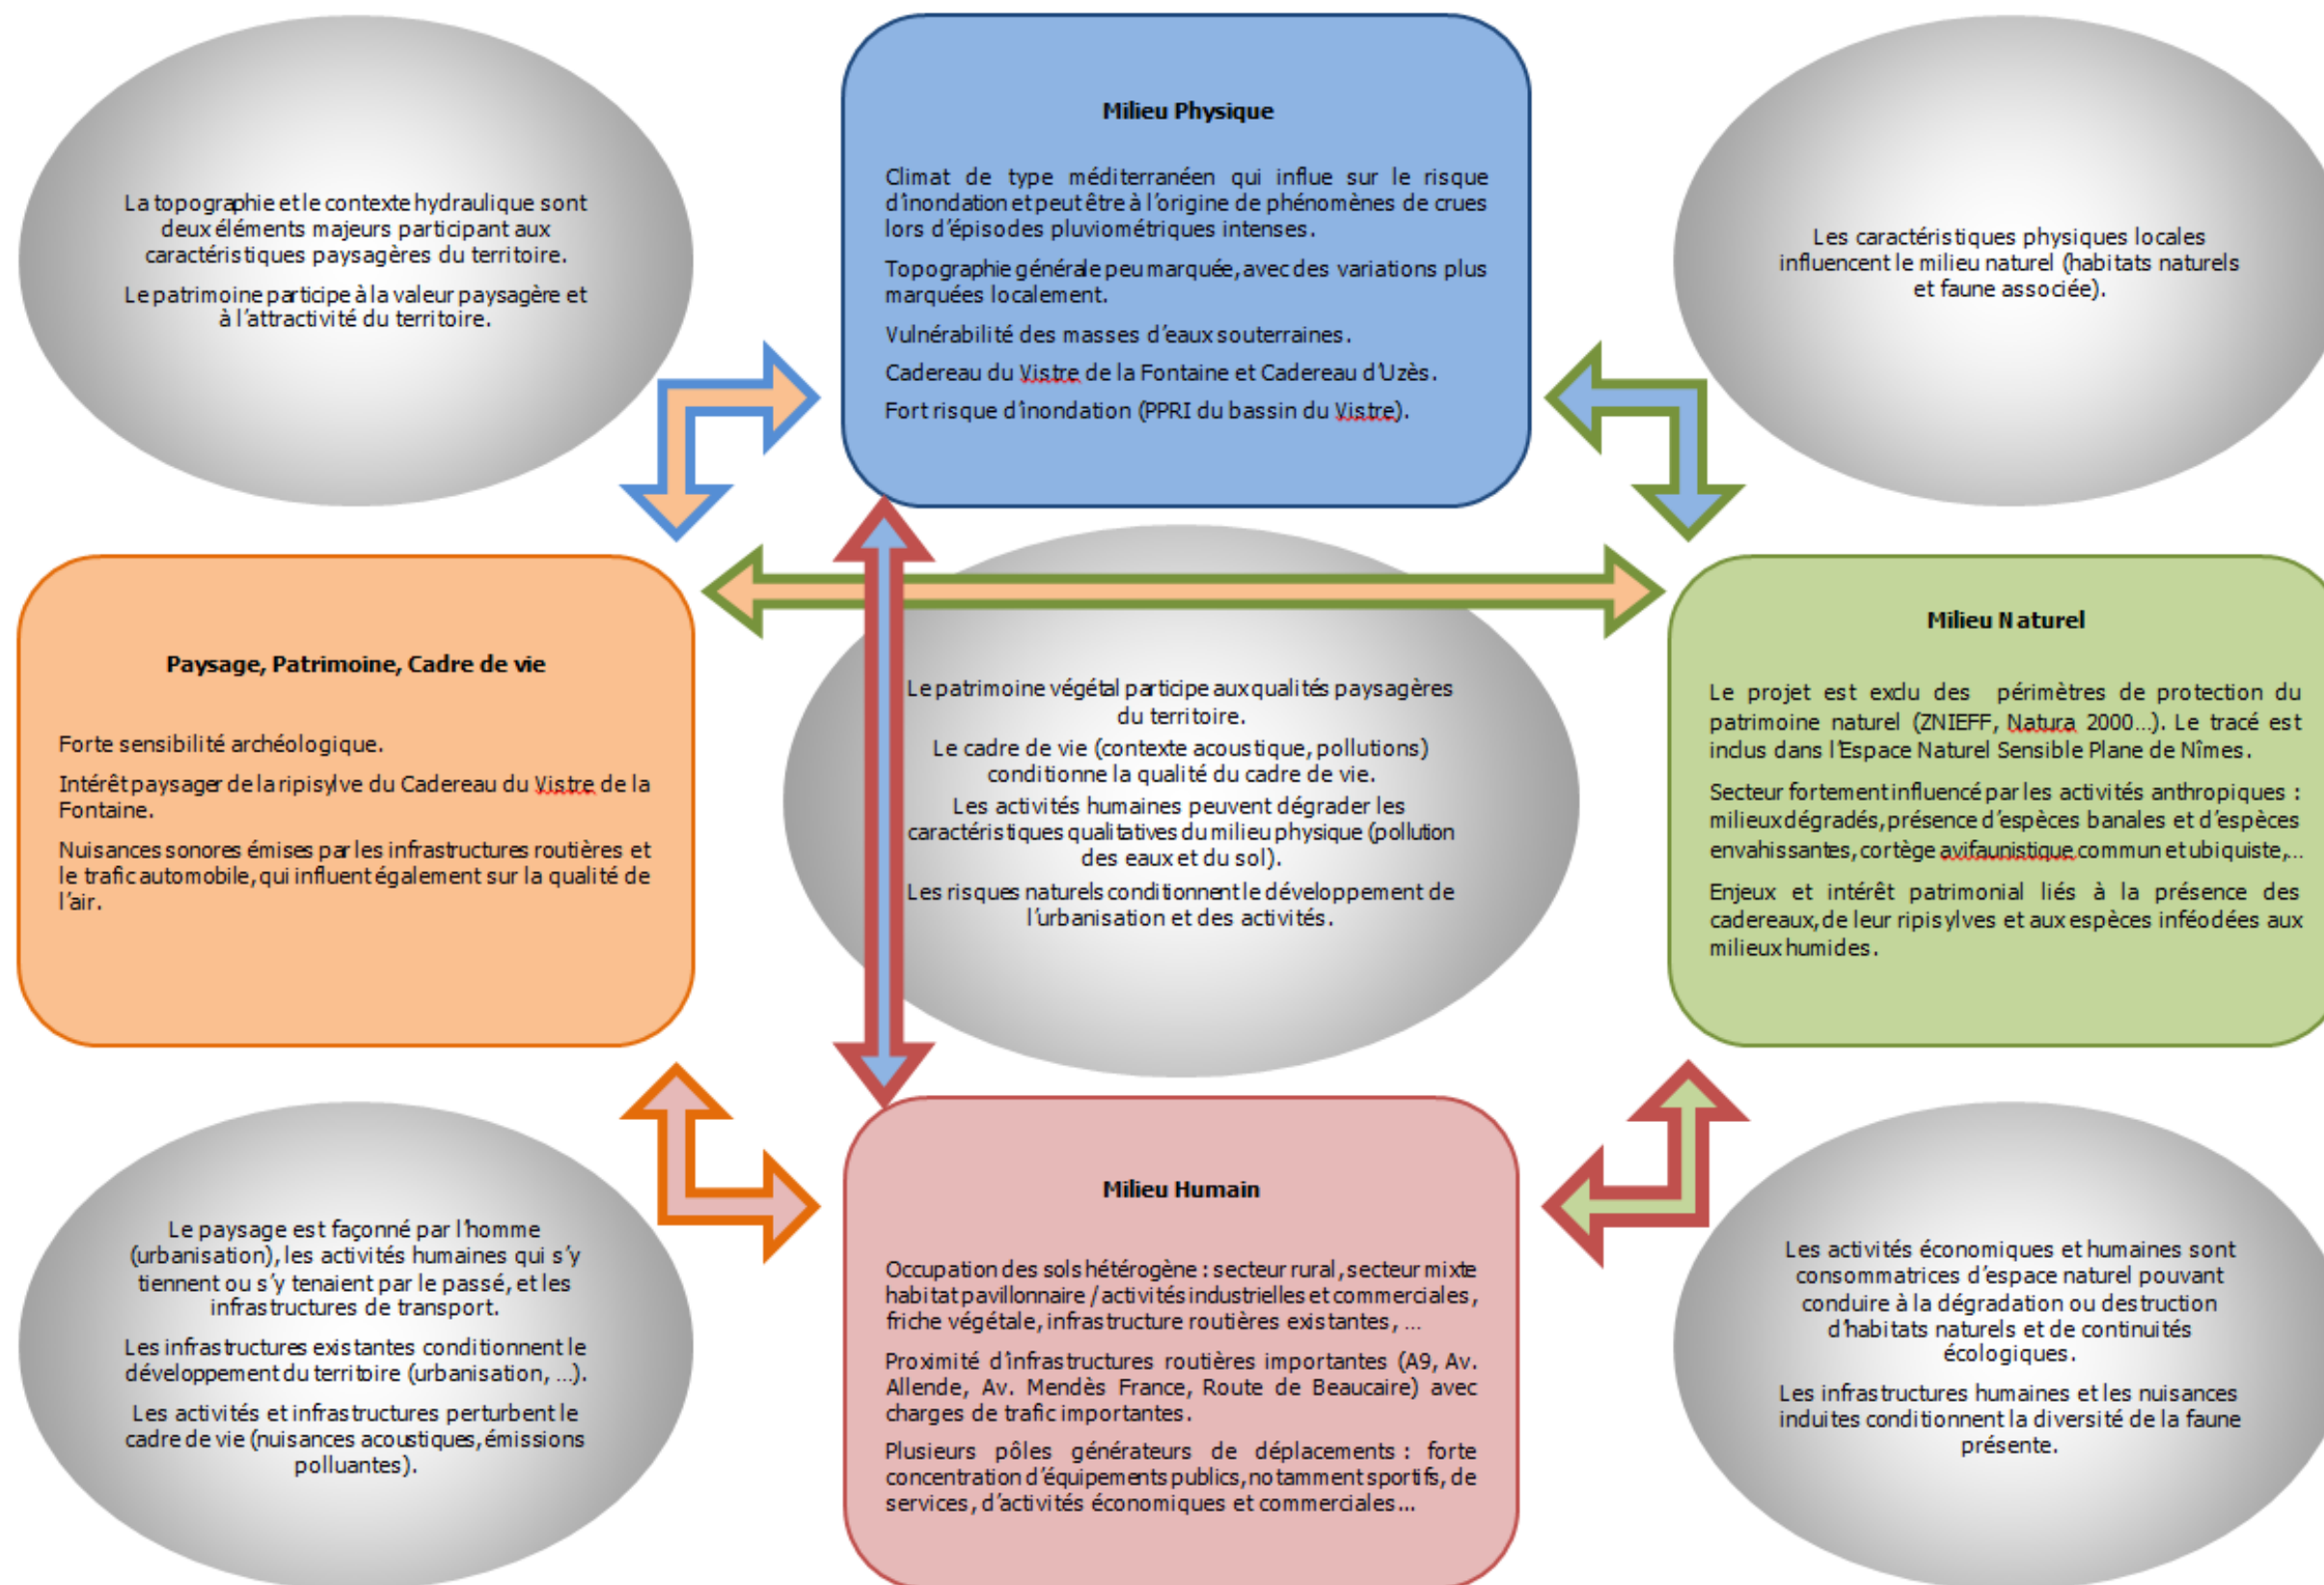 La topographie et le contexte hydraulique sont
deux éléments majeurs participant aux
caractéristiques paysagères du territoire.
Le patrimoine participe à la valeur paysagère et
à l'attractivité du territoire.
Milieu Physique
Climat de type méditerranéen qui influe sur le risque
d'inondation et peut être à l'origine de phénomènes de crues
lors d'épisodes pluviométriques intenses.
Topographie générale peu marquée, avec des variations plus
marquées localement.
Vulnérabilité des masses d'eaux souterraines.
Cadereau du Vistre de la Fontaine et Cadereau d'Uzès.
Fort risque d'inondation (PPRI du bassin du Vistre).
Les caractéristiques physiques locales
influencent le milieu naturel (habitats naturels
et faune associée).
Paysage, Patrimoine, Cadre de vie
Forte sensibilité archéologique.
Intérêt paysager de la ripisylve du Cadereau du Vistre de la
Fontaine.
Nuisances sonores émises par les infrastructures routières et
le trafic automobile, qui influent également sur la qualité de
l'air.
Le patrimoine végétal participe aux qualités paysagères
du territoire.
Le cadre de vie (contexte acoustique, pollutions)
conditionne la qualité du cadre de vie.
Les activités humaines peuvent dégrader les
caractéristiques qualitatives du milieu physique (pollution
des eaux et du sol).
Les risques naturels conditionnent le développement de
l'urbanisation et des activités.
Milieu Naturel
Le projet est exclu des périmètres de protection du
patrimoine naturel (ZNIEFF, Natura 2000...). Le tracé est
inclus dans l'Espace Naturel Sensible Plane de Nîmes.
Secteur fortement influencé par les activités anthropiques :
milieux dégradés, présence d'espèces banales et d'espèces
envahissantes, cortège avifaunistique commun et ubiquiste,...
Enjeux et intérêt patrimonial liés à la présence des
cadereaux, de leur ripisylves et aux espèces inféodées aux
milieux humides.
Le paysage est façonné par l'homme
(urbanisation), les activités humaines qui s'y
tiennent ou s'y tenaient par le passé, et les
infrastructures de transport.
Les infrastructures existantes conditionnent le
développement du territoire (urbanisation, ...).
Les activités et infrastructures perturbent le
cadre de vie (nuisances acoustiques, émissions
polluantes).
Milieu Humain
Occupation des sols hétérogène : secteur rural, secteur mixte
habitat pavillonnaire / activités industrielles et commerciales,
friche végétale, infrastructure routières existantes, ...
Proximité d'infrastructures routières importantes (A9, Av.
Allende, Av. Mendès France, Route de Beaucaire) avec
charges de trafic importantes.
Plusieurs pôles générateurs de déplacements : forte
concentration d'équipements publics, notamment sportifs, de
services, d'activités économiques et commerciales...
Les activités économiques et humaines sont
consommatrices d'espace naturel pouvant
conduire à la dégradation ou destruction
d'habitats naturels et de continuités
écologiques.
Les infrastructures humaines et les nuisances
induites conditionnent la diversité de la faune
présente.